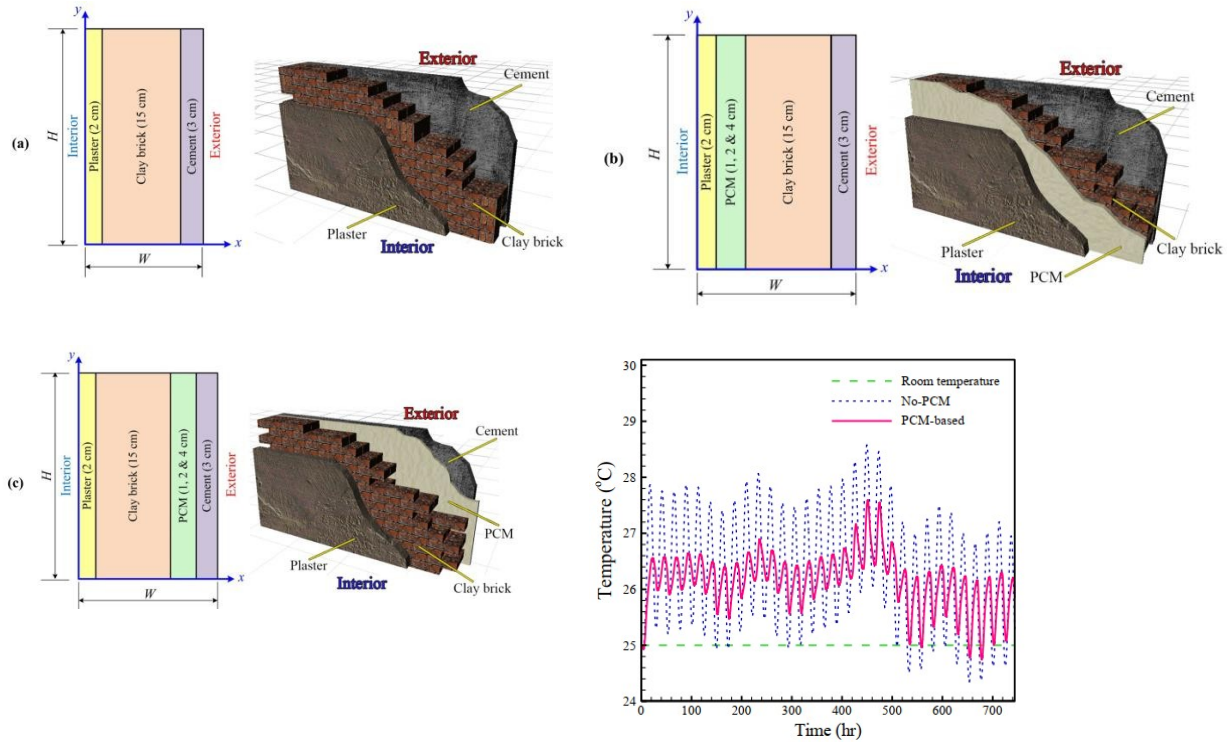 (a)
y
H
Interior
Plaster (2 cm)
Clay brick (15 cm)
Cement (3 cm)
Exterior
x
W
Exterior
Cement
Plaster
Interior
Clay brick
(b)
y
H
Interior
Plaster (2 cm)
PCM (1, 2 & 4 cm)
Clay brick (15 cm)
Cement (3 cm)
Exterior
x
W
Exterior
Cement
Plaster
Interior
Clay brick
PCM
(c)
y
H
Interior
Plaster (2 cm)
Clay brick (15 cm)
PCM (1, 2 & 4 cm)
Cement (3 cm)
Exterior
x
W
Exterior
Cement
PCM
Plaster
Interior
Clay brick
Room temperature
No-PCM
PCM-based
Temperature (°C)
30
29
28
27
26
25
24
0 100 200 300 400 500 600 700
Time (hr)